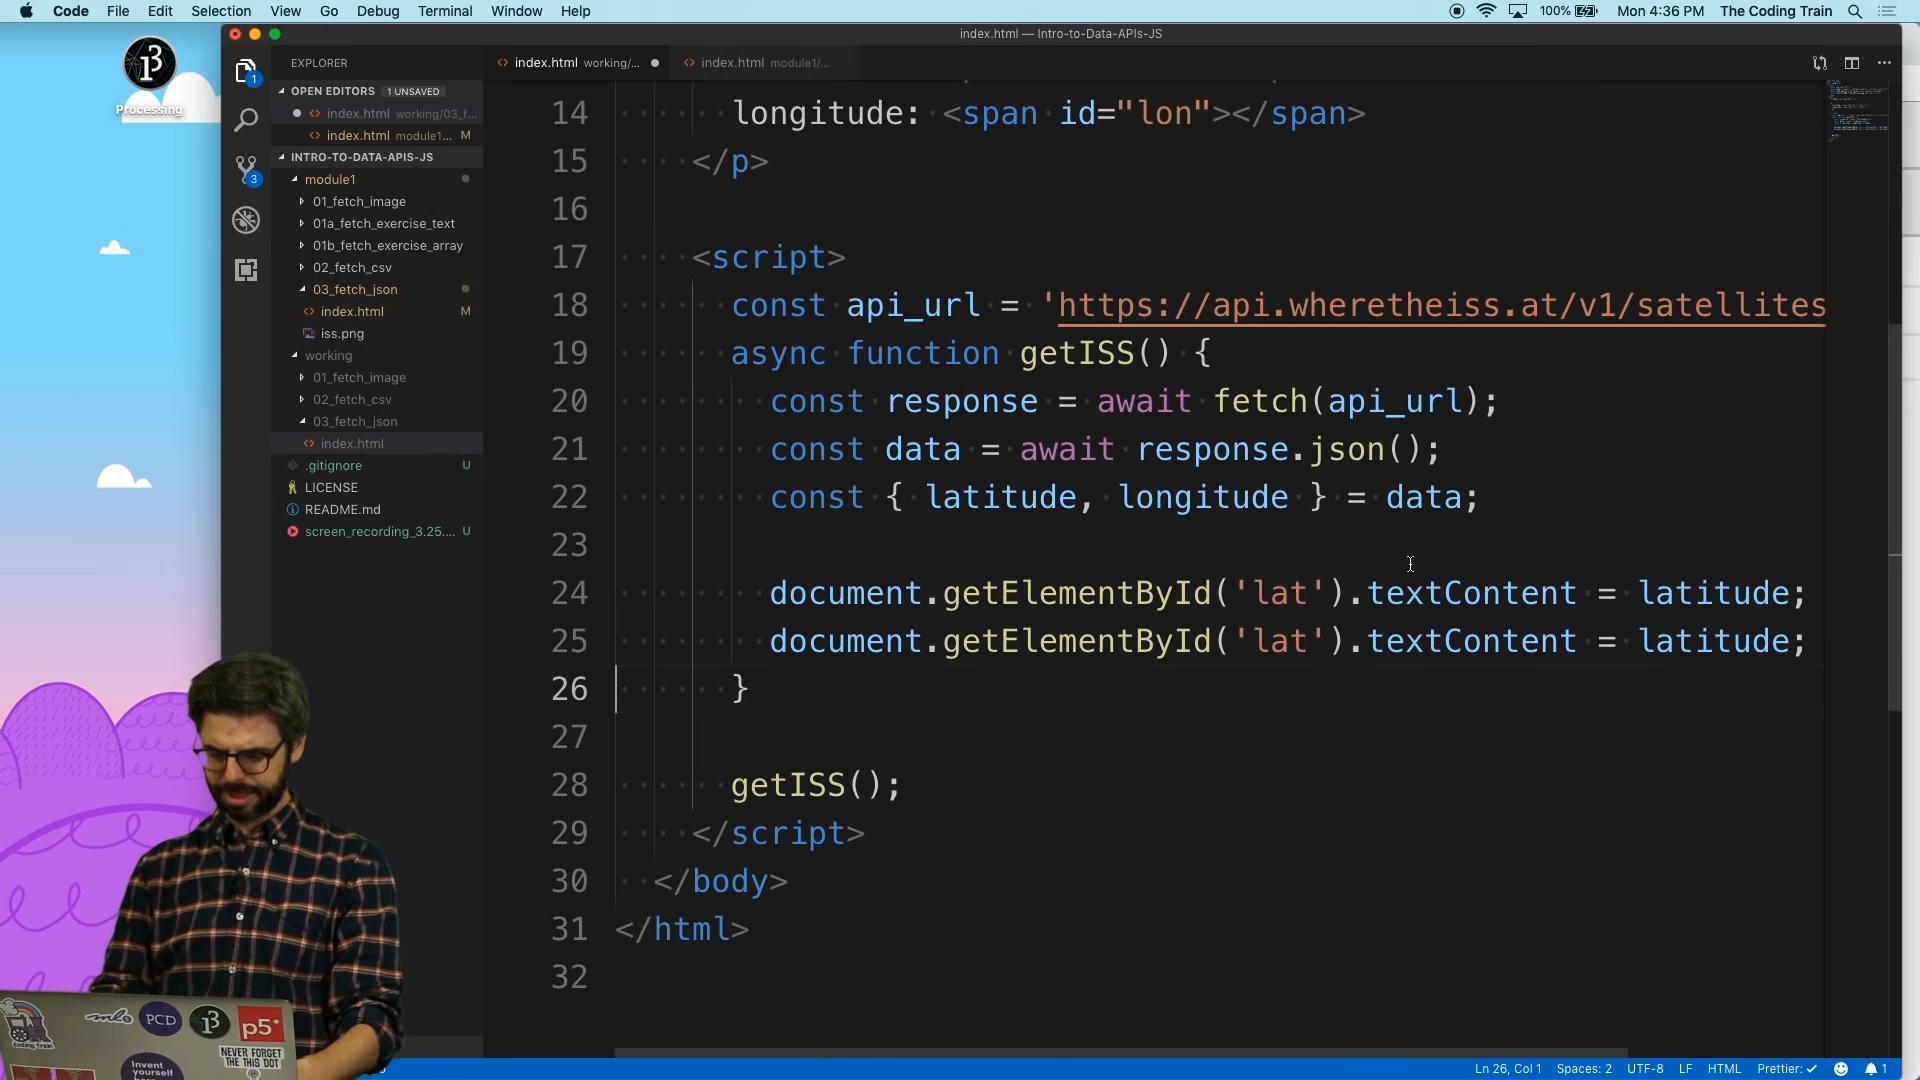 Code File Edit Selection View Go Debug Terminal Window Help 100% Mon 4:36 PM The Coding Train
index.html — Intro-to-Data-APIs-JS
Processing
EXPLORER
OPEN EDITORS 1 UNSAVED
index.html working/03_f...
index.html module1... M
INTRO-TO-DATA-APIS-JS
module1
01_fetch_image
01a_fetch_exercise_text
01b_fetch_exercise_array
02_fetch_csv
03_fetch_json
index.html M
iss.png
working
01_fetch_image
02_fetch_csv
03_fetch_json
index.html
.gitignore U
LICENSE
README.md
screen_recording_3.25.... U
1
3
index.html working/... index.html module1/...
14 longitude: <span id="lon"></span>
15 </p>
16
17 <script>
18 const api_url = 'https://api.wheretheiss.at/v1/satellites
19 async function getISS() {
20 const response = await fetch(api_url);
21 const data = await response.json();
22 const { latitude, longitude } = data;
23
24 document.getElementById('lat').textContent = latitude;
25 document.getElementById('lat').textContent = latitude;
26 }
27
28 getISS();
29 </script>
30 </body>
31 </html>
32
PCD
p5*
coding train
NEVER FORGET
THE THIS DOT
Invent
yourself
Ln 26, Col 1 Spaces: 2 UTF-8 LF HTML Prettier: ✓ 1